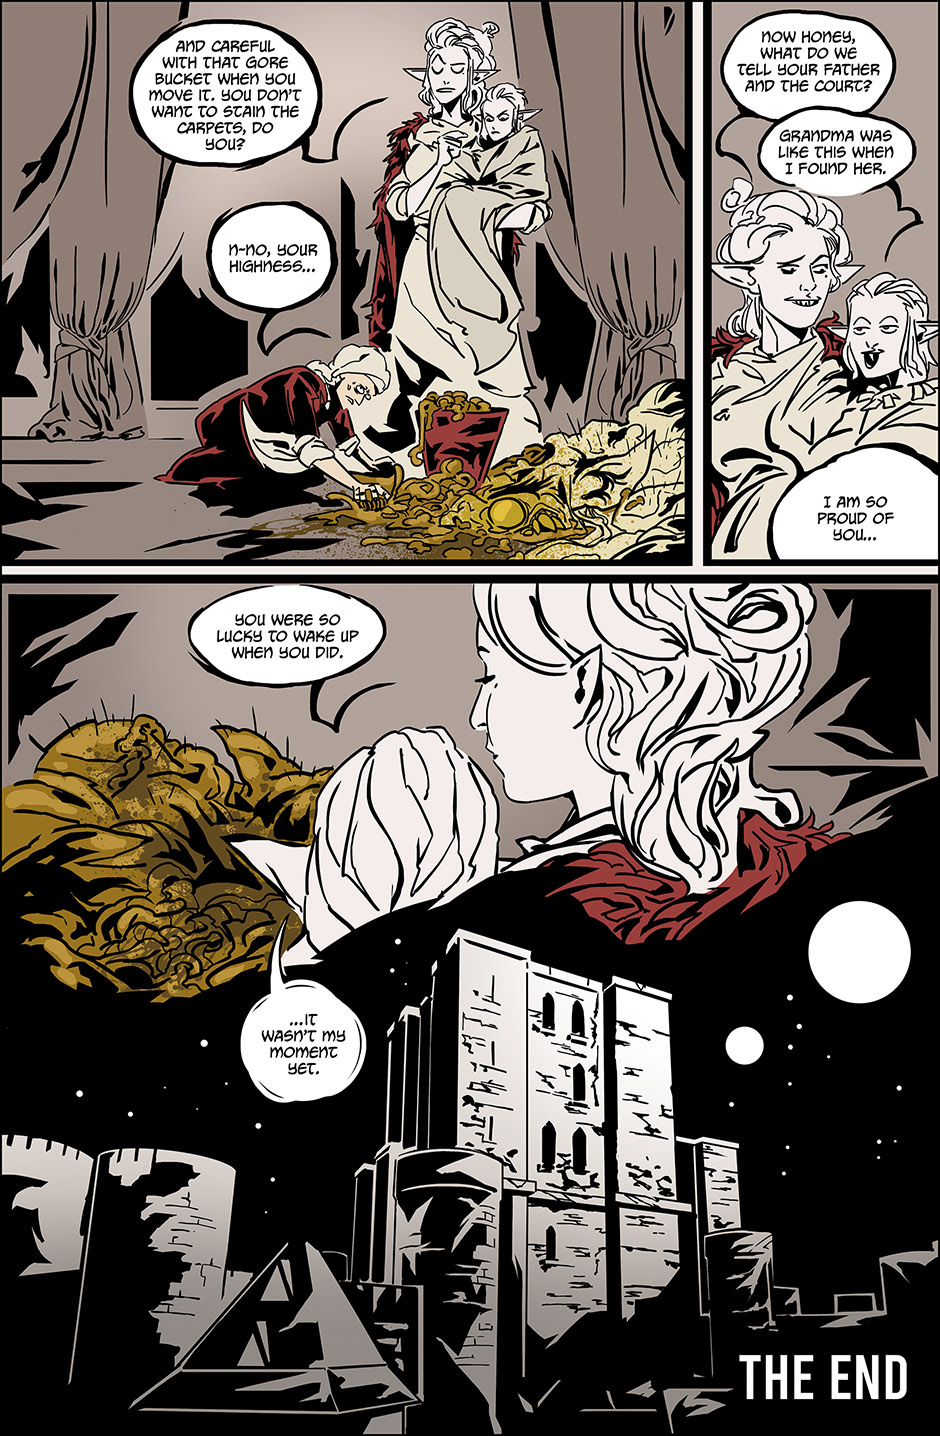 AND CAREFUL
WITH THAT GORE
BUCKET WHEN YOU
MOVE IT. YOU DON'T
WANT TO STAIN THE
CARPETS, DO
YOU?
N-NO, YOUR
HIGHNESS...
NOW HONEY,
WHAT DO WE
TELL YOUR FATHER
AND THE COURT?
GRANDMA WAS
LIKE THIS WHEN
I FOUND HER.
I AM SO
PROUD OF
YOU...
YOU WERE SO
LUCKY TO WAKE UP
WHEN YOU DID.
...IT
WASN'T MY
MOMENT
YET.
THE END